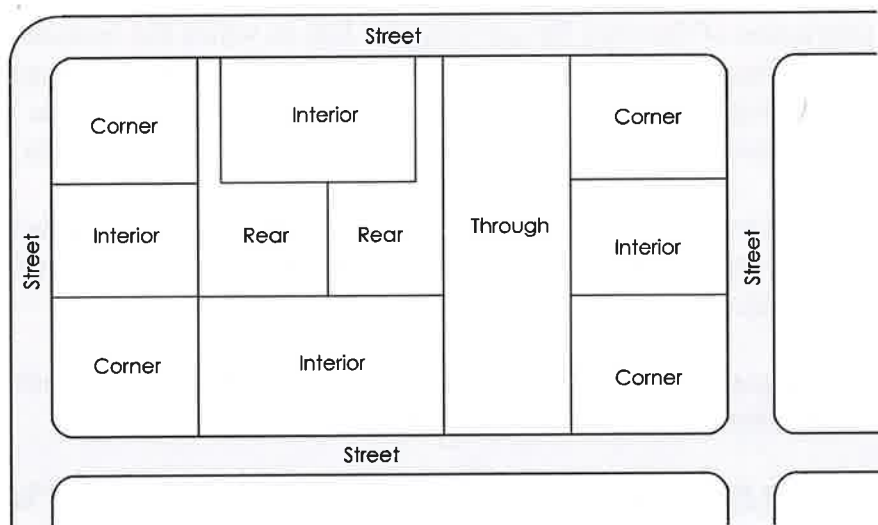 Street
Corner
Interior
Corner
Interior
Rear
Rear
Through
Interior
Street
Street
Corner
Interior
Corner
Street